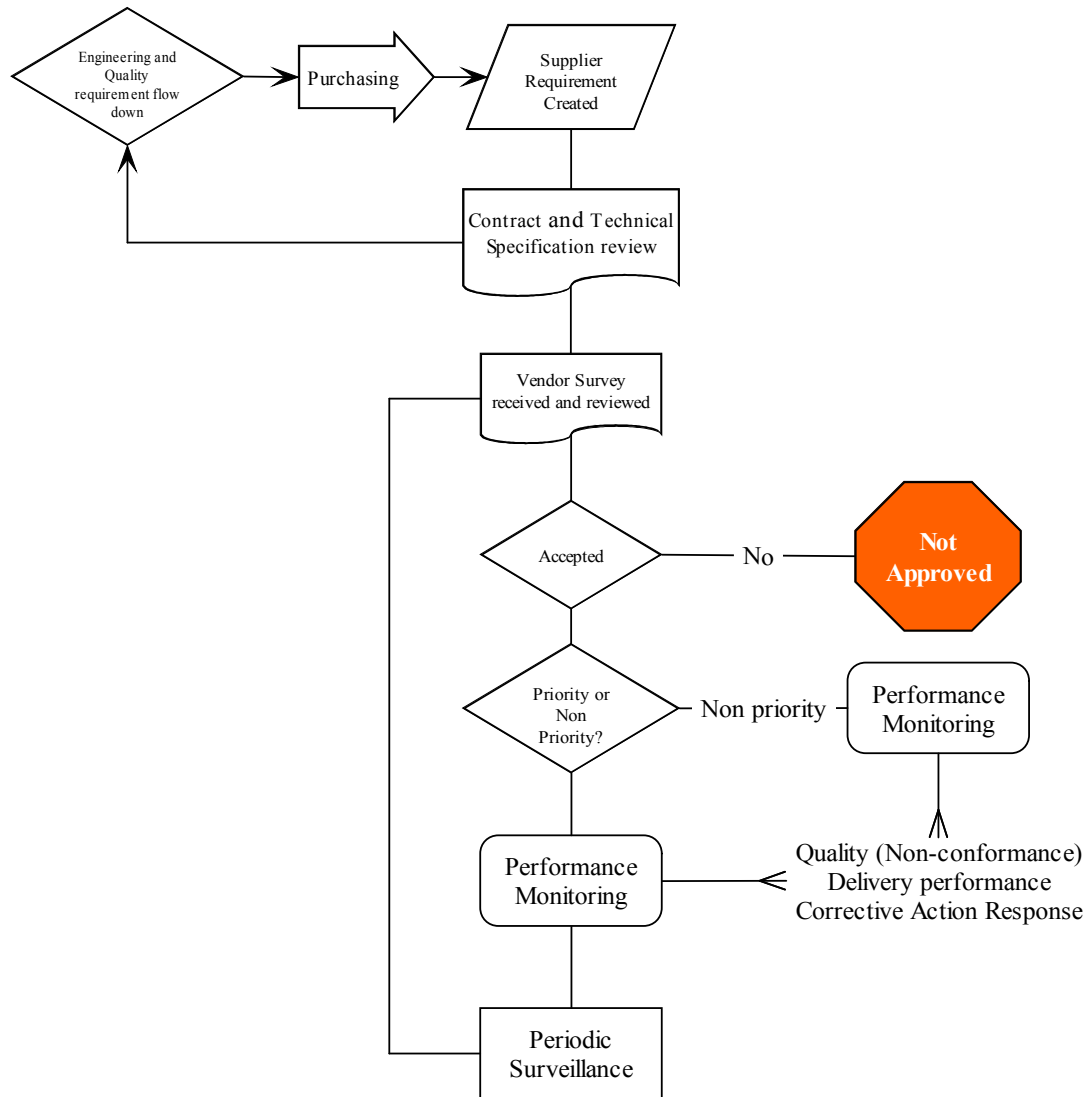 Engineering and
Quality
requirement flow
down
Purchasing
Supplier
Requirement
Created
Contract and Technical
Specification review
Vendor Survey
received and reviewed
Accepted
No
Not
Approved
Priority or
Non
Priority?
Non priority
Performance
Monitoring
Performance
Monitoring
Quality (Non-conformance)
Delivery performance
Corrective Action Response
Periodic
Surveillance